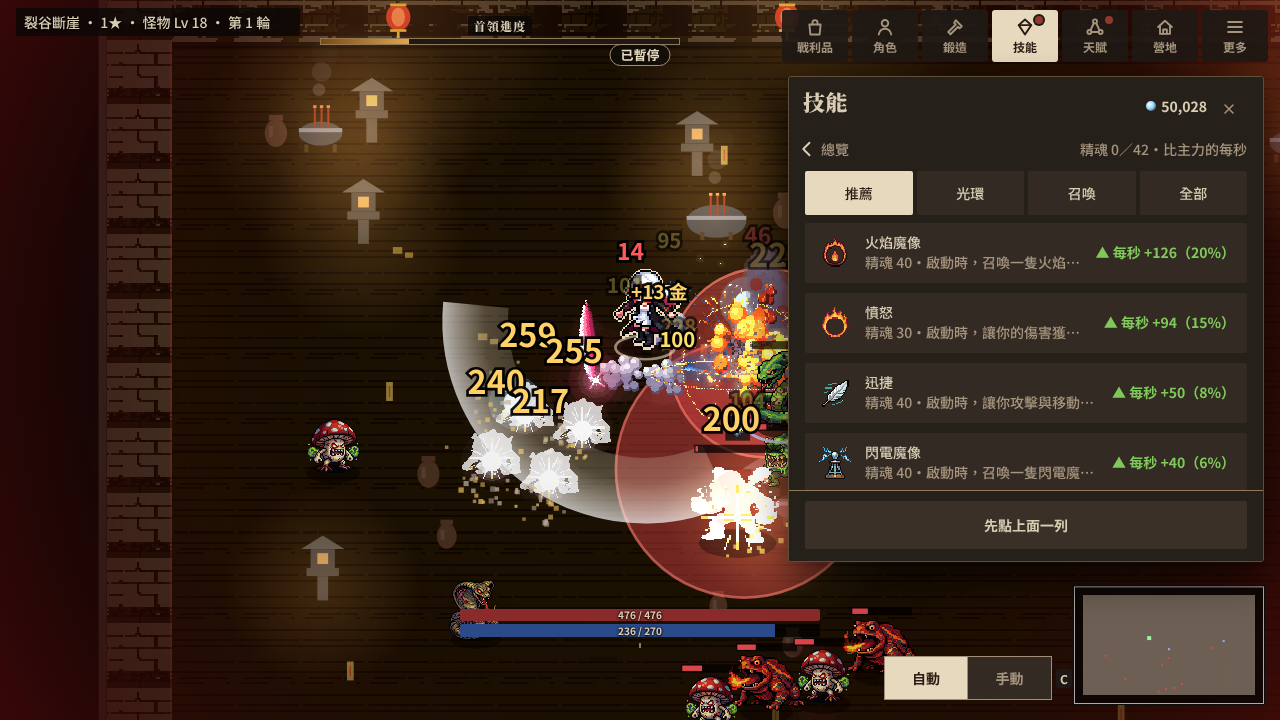 裂谷斷崖 · 1★ · 怪物 Lv 18 · 第 1 輪
首領進度
已暫停
戰利品
角色
鍛造
技能
天賦
營地
更多
技能
50,028
總覽
精魂 0／42 · 比主力的每秒
推薦
光環
召喚
全部
火焰魔像
精魂 40 · 啟動時，召喚一隻火焰…
▲ 每秒 +126（20%）
憤怒
精魂 30 · 啟動時，讓你的傷害獲…
▲ 每秒 +94（15%）
迅捷
精魂 40 · 啟動時，讓你攻擊與移動…
▲ 每秒 +50（8%）
閃電魔像
精魂 40 · 啟動時，召喚一隻閃電魔…
▲ 每秒 +40（6%）
先點上面一列
95
46
14
22
+13 金
100
259
255
240
217
200
476 / 476
236 / 270
自動
手動
C